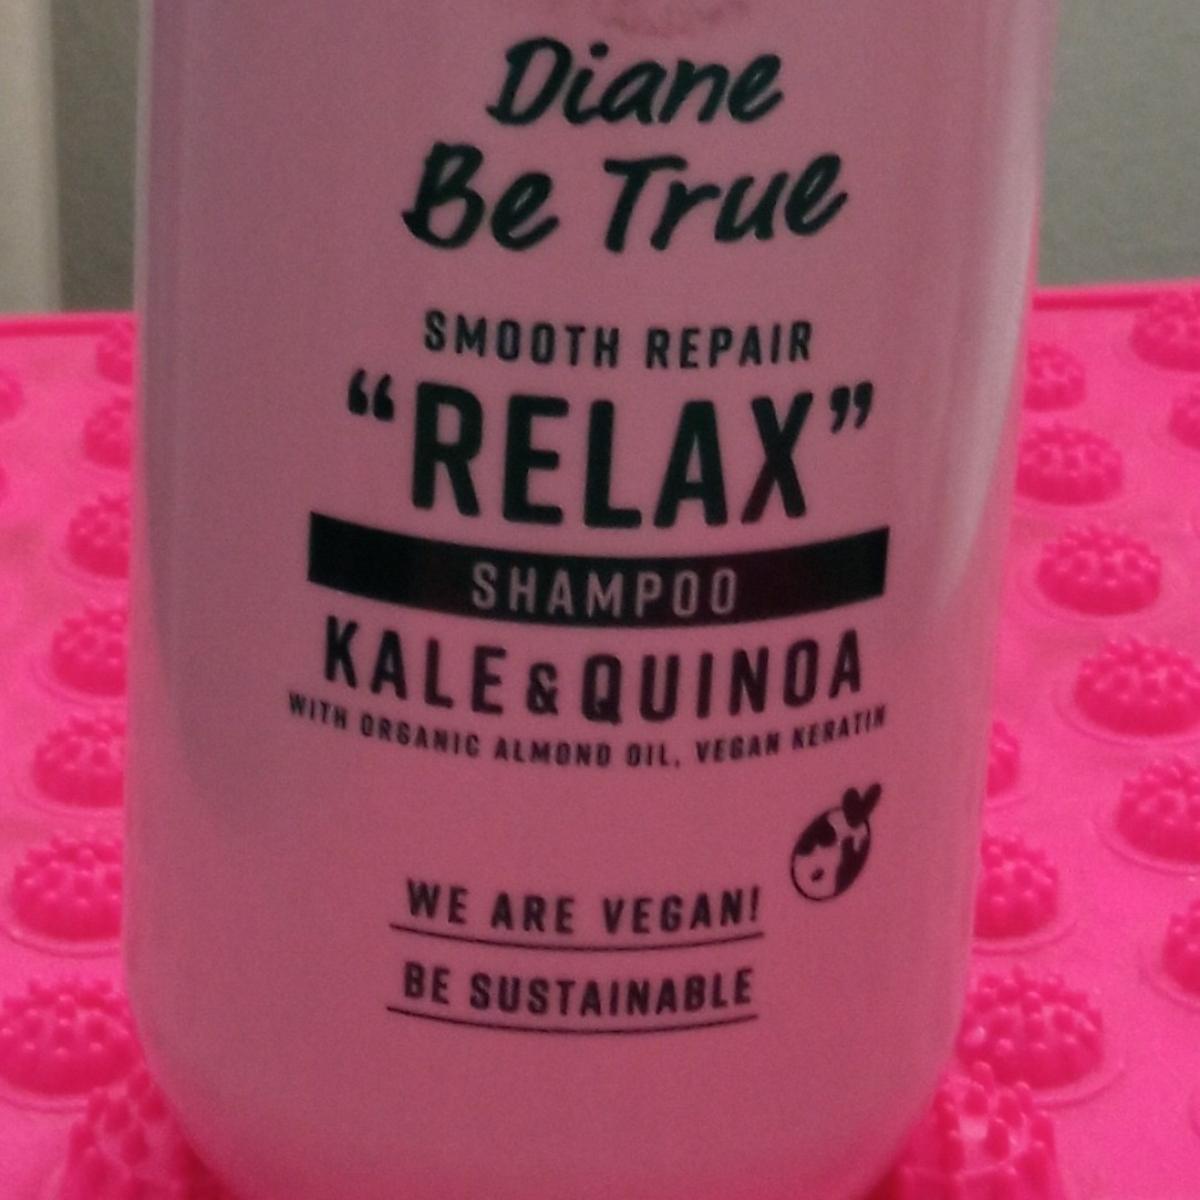 Diane
Be True
SMOOTH REPAIR
“RELAX”
SHAMPOO
KALE & QUINOA
WITH ORGANIC ALMOND OIL, VEGAN KERATIN
WE ARE VEGAN!
BE SUSTAINABLE